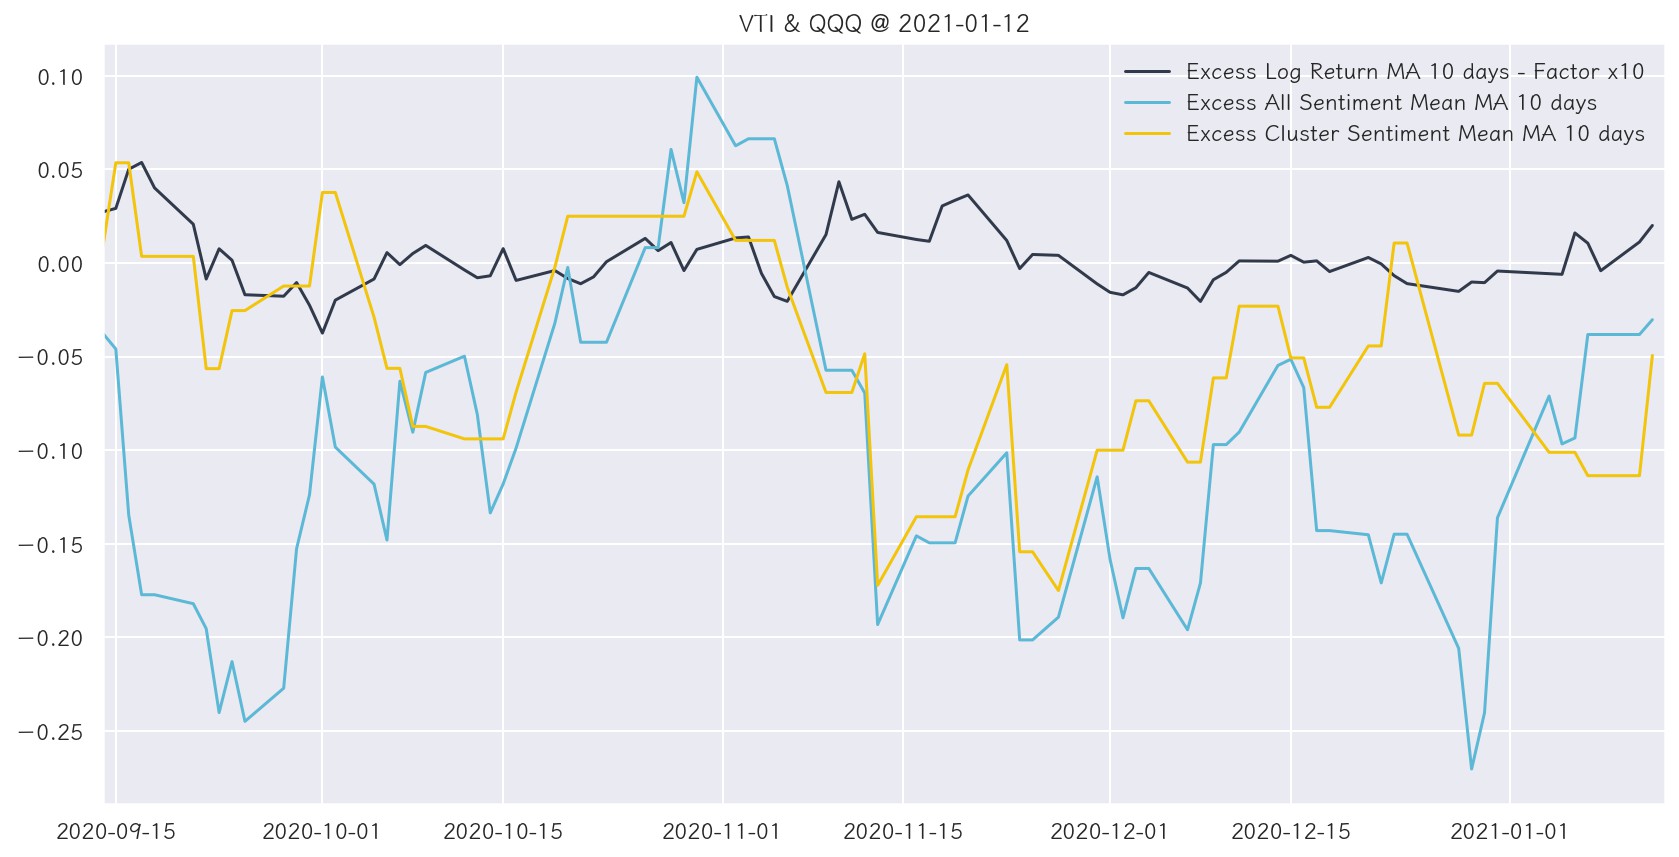 VTI & QQQ @ 2021-01-12
Excess Log Return MA 10 days - Factor x10
Excess All Sentiment Mean MA 10 days
Excess Cluster Sentiment Mean MA 10 days
0.10
0.05
0.00
−0.05
−0.10
−0.15
−0.20
−0.25
2020-09-15 2020-10-01 2020-10-15 2020-11-01 2020-11-15 2020-12-01 2020-12-15 2021-01-01